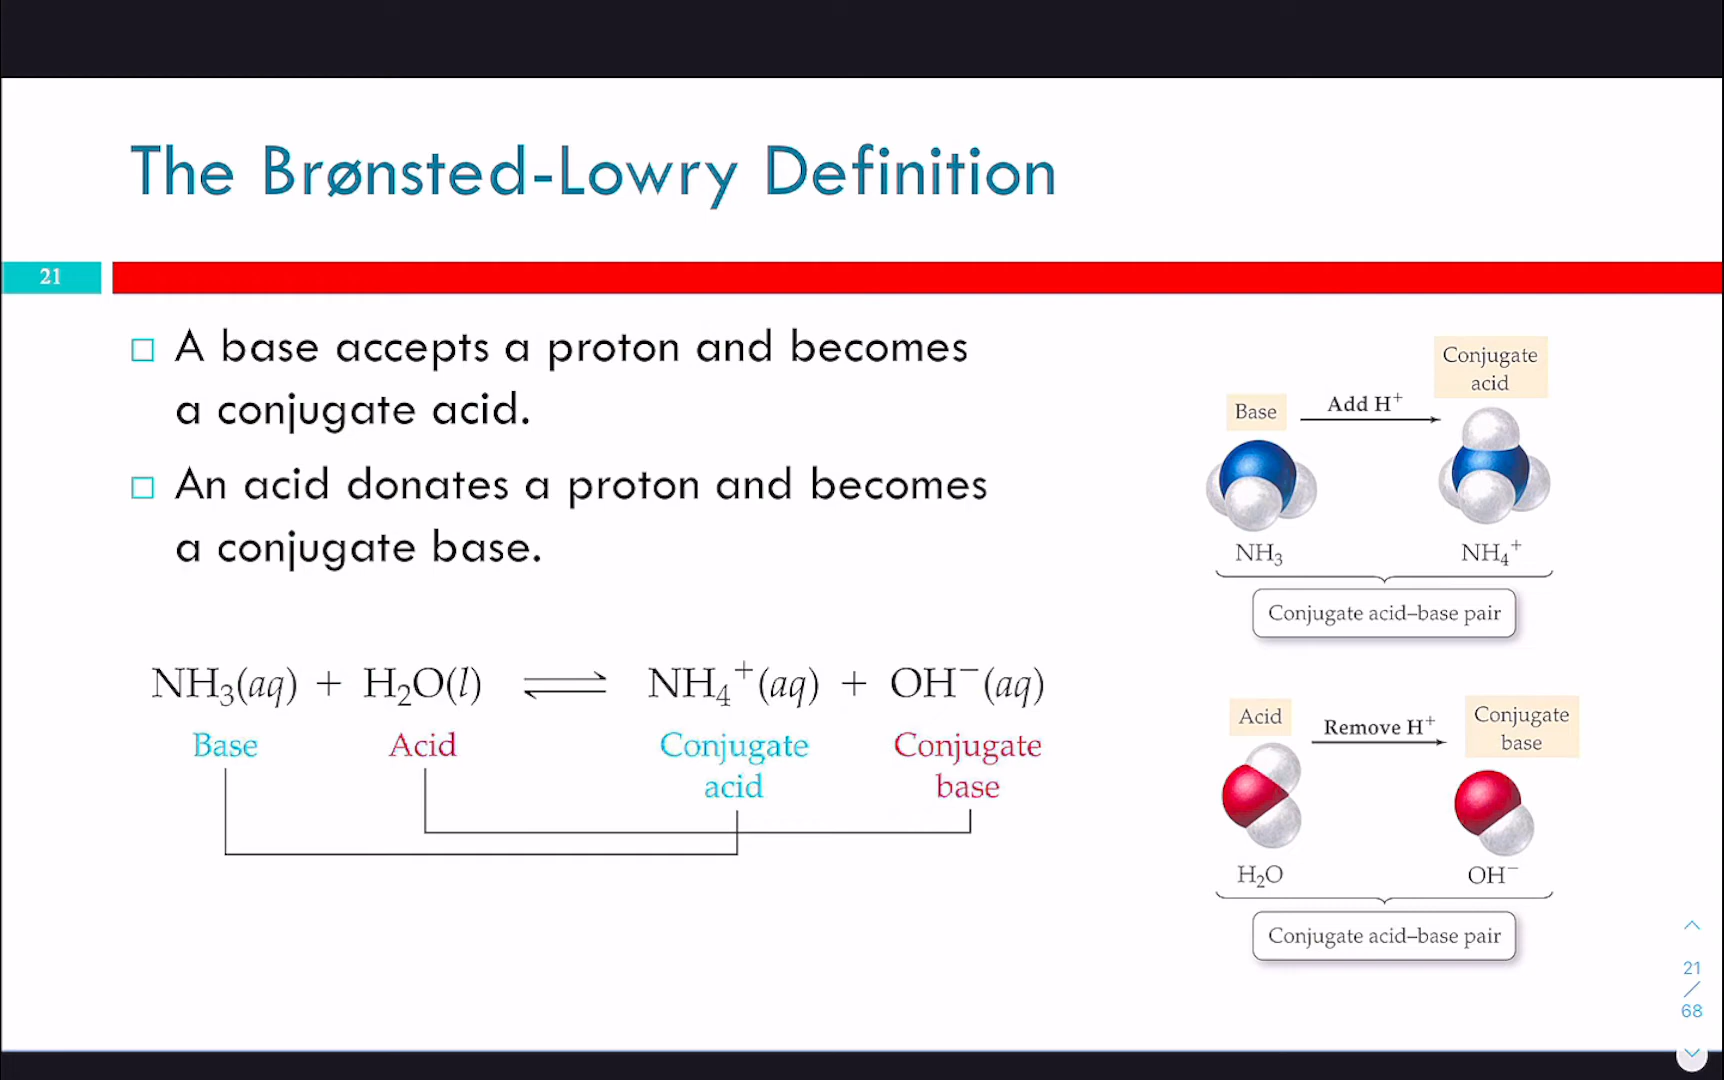 The Brønsted-Lowry Definition
21
A base accepts a proton and becomes
a conjugate acid.
An acid donates a proton and becomes
a conjugate base.
NH₃(aq) + H₂O(l) ⇌ NH₄⁺(aq) + OH⁻(aq)
Base Acid Conjugate acid Conjugate base
Conjugate
acid
Base
Add H⁺
NH₃ NH₄⁺
Conjugate acid–base pair
Acid
Remove H⁺
Conjugate
base
H₂O OH⁻
Conjugate acid–base pair
21
/
68